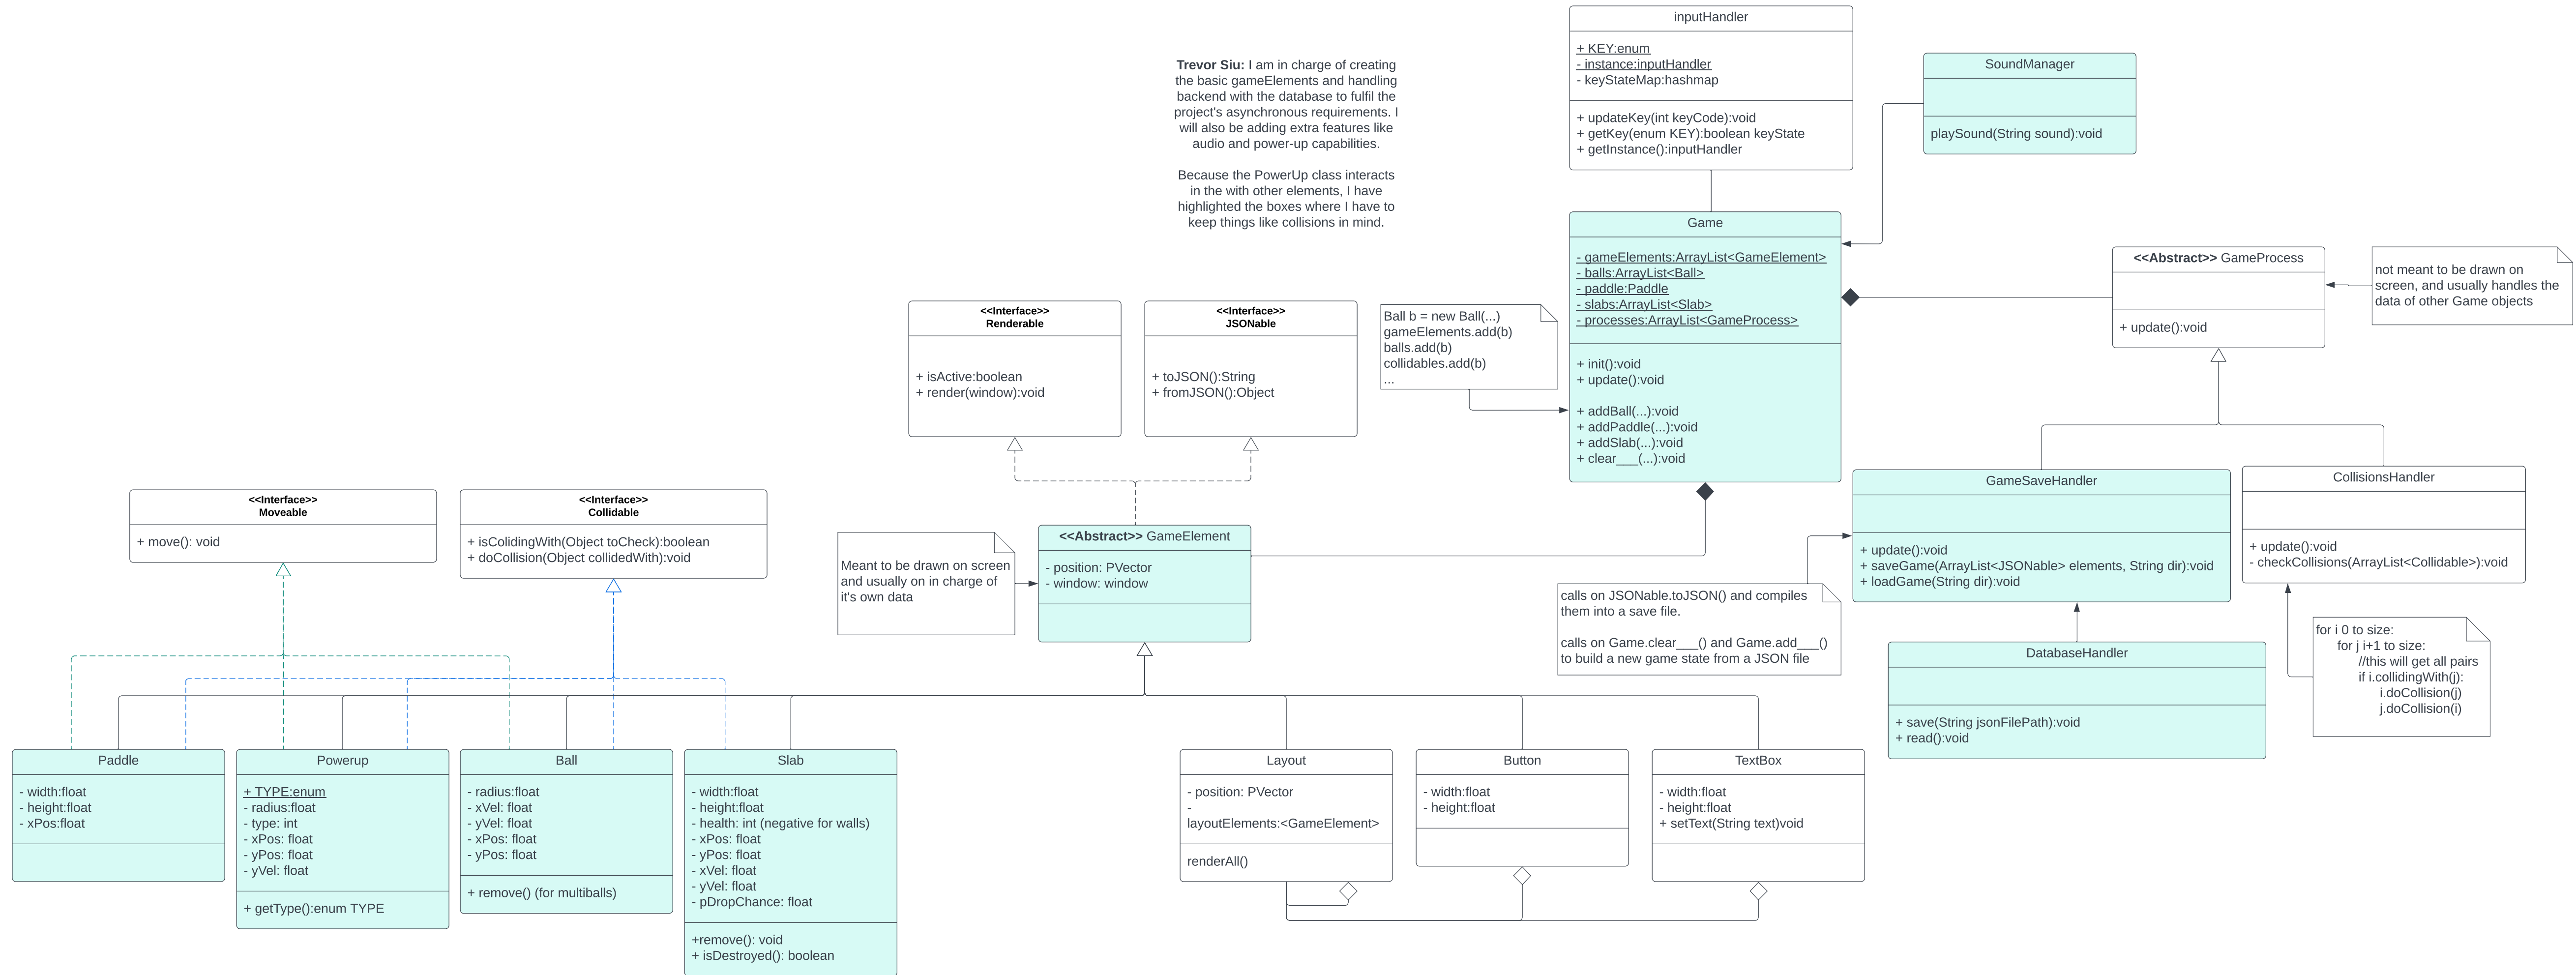 inputHandler
+ KEY:enum
- instance:inputHandler
- keyStateMap:hashmap
+ updateKey(int keyCode):void
+ getKey(enum KEY):boolean keyState
+ getInstance():inputHandler
Trevor Siu: I am in charge of creating
the basic gameElements and handling
backend with the database to fulfil the
project's asynchronous requirements. I
will also be adding extra features like
audio and power-up capabilities.
Because the PowerUp class interacts
in the with other elements, I have
highlighted the boxes where I have to
keep things like collisions in mind.
SoundManager
playSound(String sound):void
Game
- gameElements:ArrayList<GameElement>
- balls:ArrayList<Ball>
- paddle:Paddle
- slabs:ArrayList<Slab>
- processes:ArrayList<GameProcess>
+ init():void
+ update():void
+ addBall(...):void
+ addPaddle(...):void
+ addSlab(...):void
+ clear___(...):void
<<Abstract>> GameProcess
+ update():void
not meant to be drawn on
screen, and usually handles the
data of other Game objects
<<Interface>>
Renderable
+ isActive:boolean
+ render(window):void
<<Interface>>
JSONable
+ toJSON():String
+ fromJSON():Object
Ball b = new Ball(...)
gameElements.add(b)
balls.add(b)
collidables.add(b)
...
<<Interface>>
Moveable
+ move(): void
<<Interface>>
Collidable
+ isColidingWith(Object toCheck):boolean
+ doCollision(Object collidedWith):void
Meant to be drawn on screen
and usually on in charge of
it's own data
<<Abstract>> GameElement
- position: PVector
- window: window
GameSaveHandler
+ update():void
+ saveGame(ArrayList<JSONable> elements, String dir):void
+ loadGame(String dir):void
CollisionsHandler
+ update():void
- checkCollisions(ArrayList<Collidable>):void
calls on JSONable.toJSON() and compiles
them into a save file.
calls on Game.clear___() and Game.add___()
to build a new game state from a JSON file
DatabaseHandler
+ save(String jsonFilePath):void
+ read():void
for i 0 to size:
for j i+1 to size:
//this will get all pairs
if i.collidingWith(j):
i.doCollision(j)
j.doCollision(i)
Paddle
- width:float
- height:float
- xPos:float
Powerup
+ TYPE:enum
- radius:float
- type: int
- xPos: float
- yPos: float
- yVel: float
+ getType():enum TYPE
Ball
- radius:float
- xVel: float
- yVel: float
- xPos: float
- yPos: float
+ remove() (for multiballs)
Slab
- width:float
- height:float
- health: int (negative for walls)
- xPos: float
- yPos: float
- xVel: float
- yVel: float
- pDropChance: float
+remove(): void
+ isDestroyed(): boolean
Layout
- position: PVector
-
layoutElements:<GameElement>
renderAll()
Button
- width:float
- height:float
TextBox
- width:float
- height:float
+ setText(String text)void